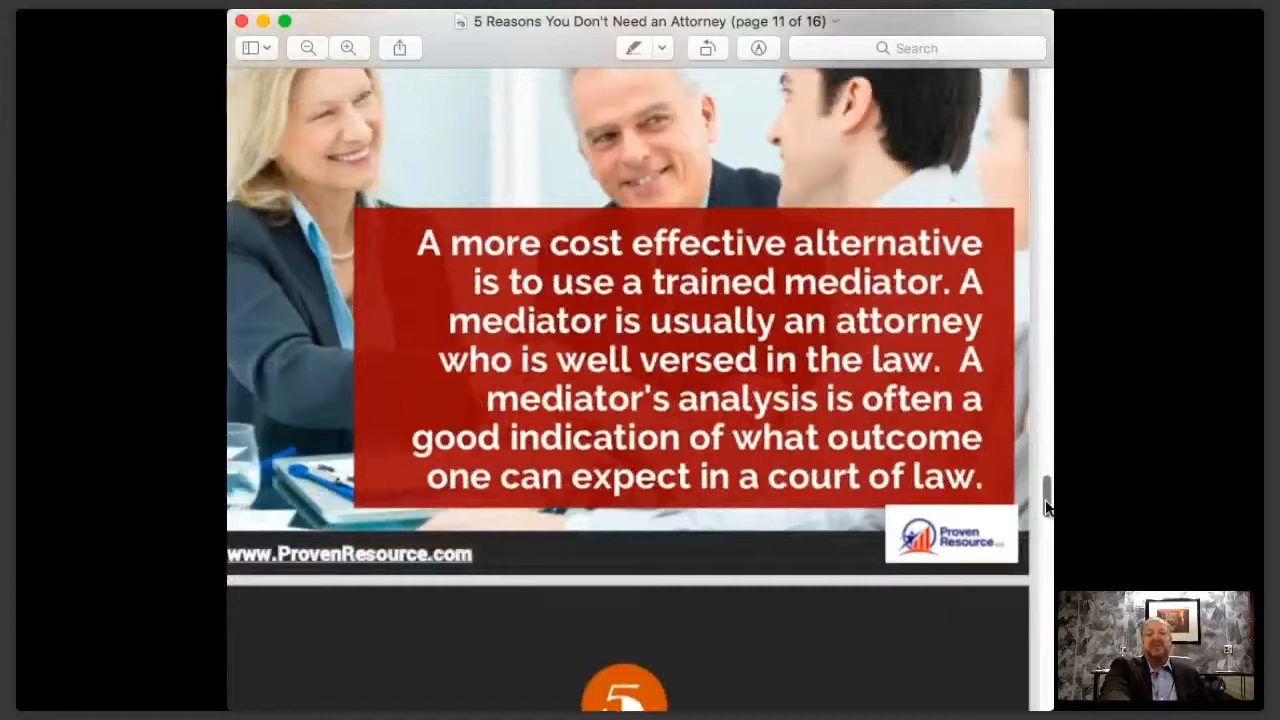 5 Reasons You Don't Need an Attorney (page 11 of 16)
Search
A more cost effective alternative
is to use a trained mediator. A
mediator is usually an attorney
who is well versed in the law.  A
mediator's analysis is often a
good indication of what outcome
one can expect in a court of law.
www.ProvenResource.com
Proven
Resource
5